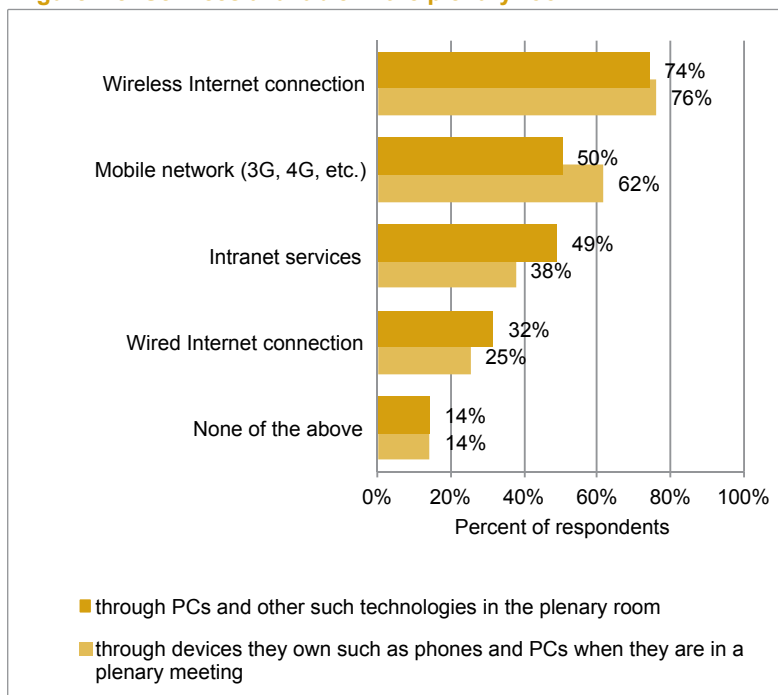 Wireless Internet connection
74%
76%
Mobile network (3G, 4G, etc.)
50%
62%
Intranet services
49%
38%
Wired Internet connection
32%
25%
None of the above
14%
14%
0% 20% 40% 60% 80% 100%
Percent of respondents
through PCs and other such technologies in the plenary room
through devices they own such as phones and PCs when they are in a
plenary meeting